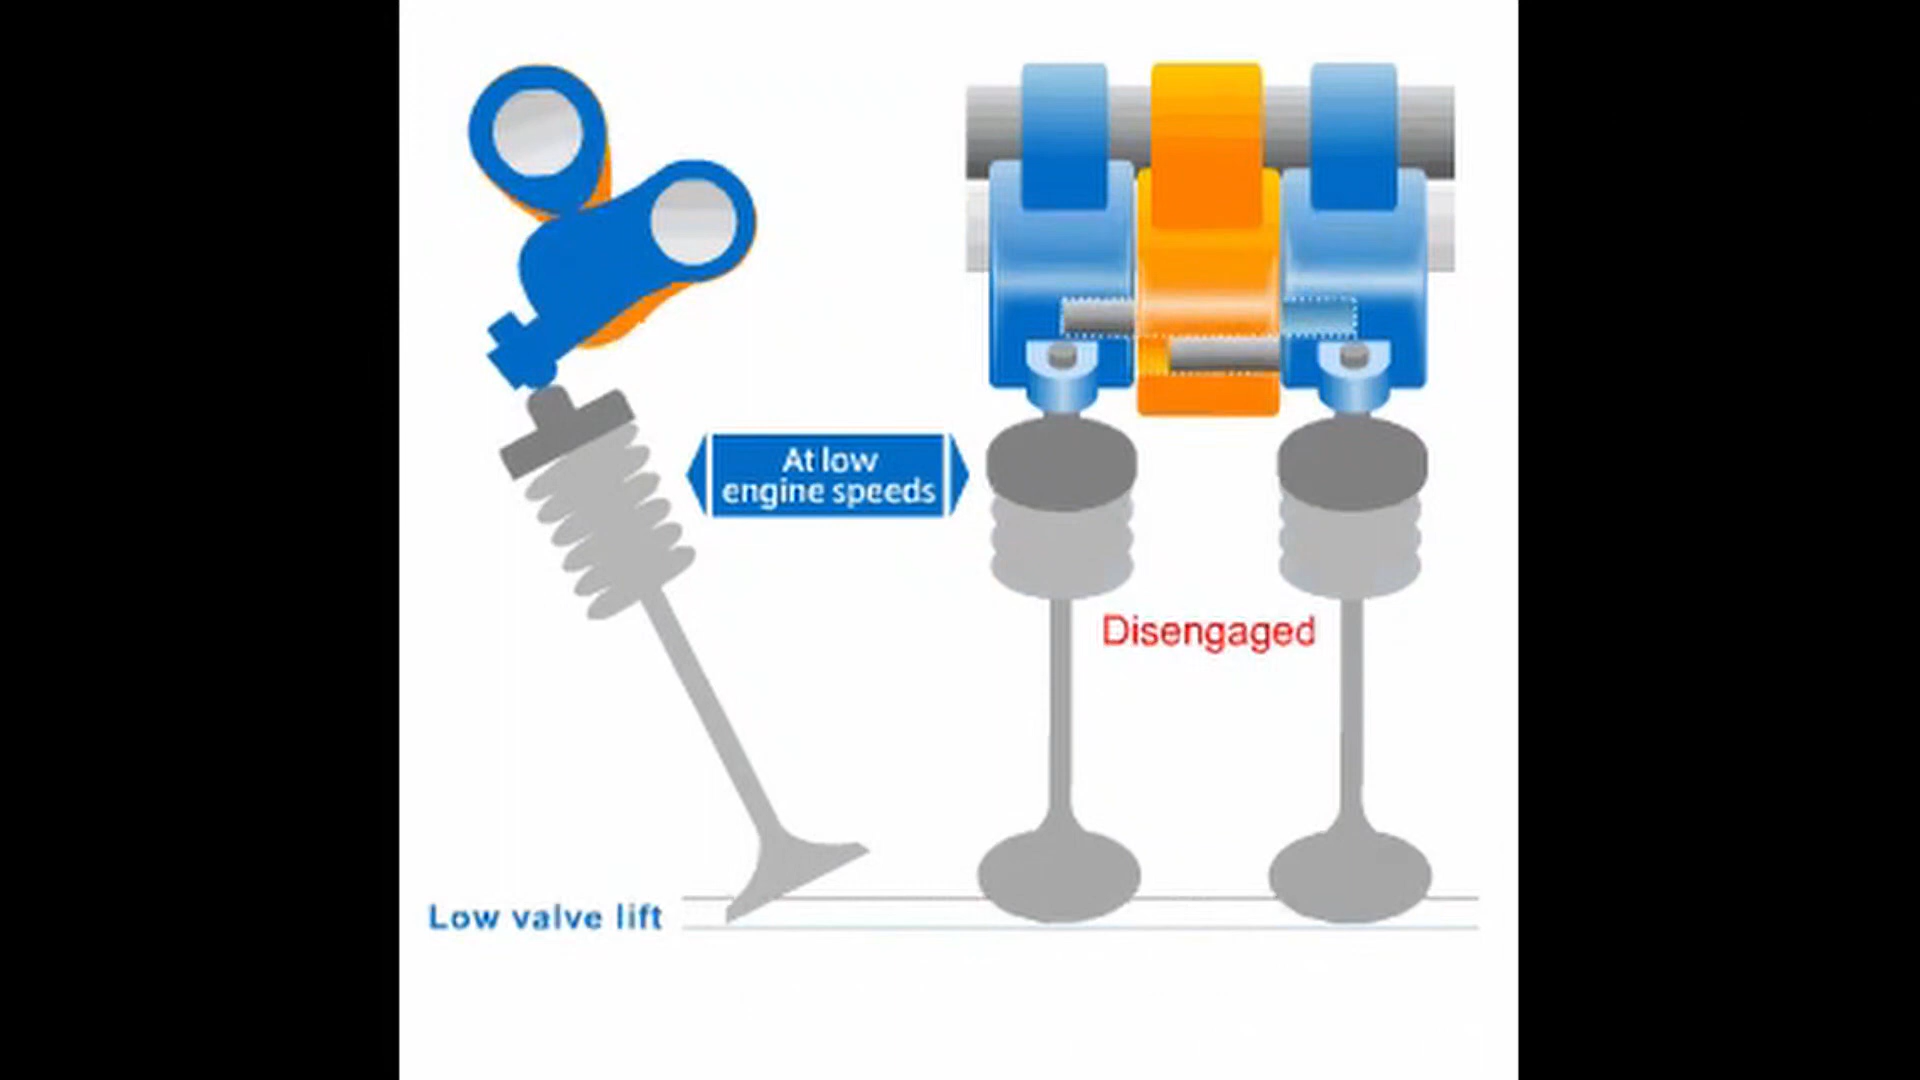 At low
engine speeds
Disengaged
Low valve lift